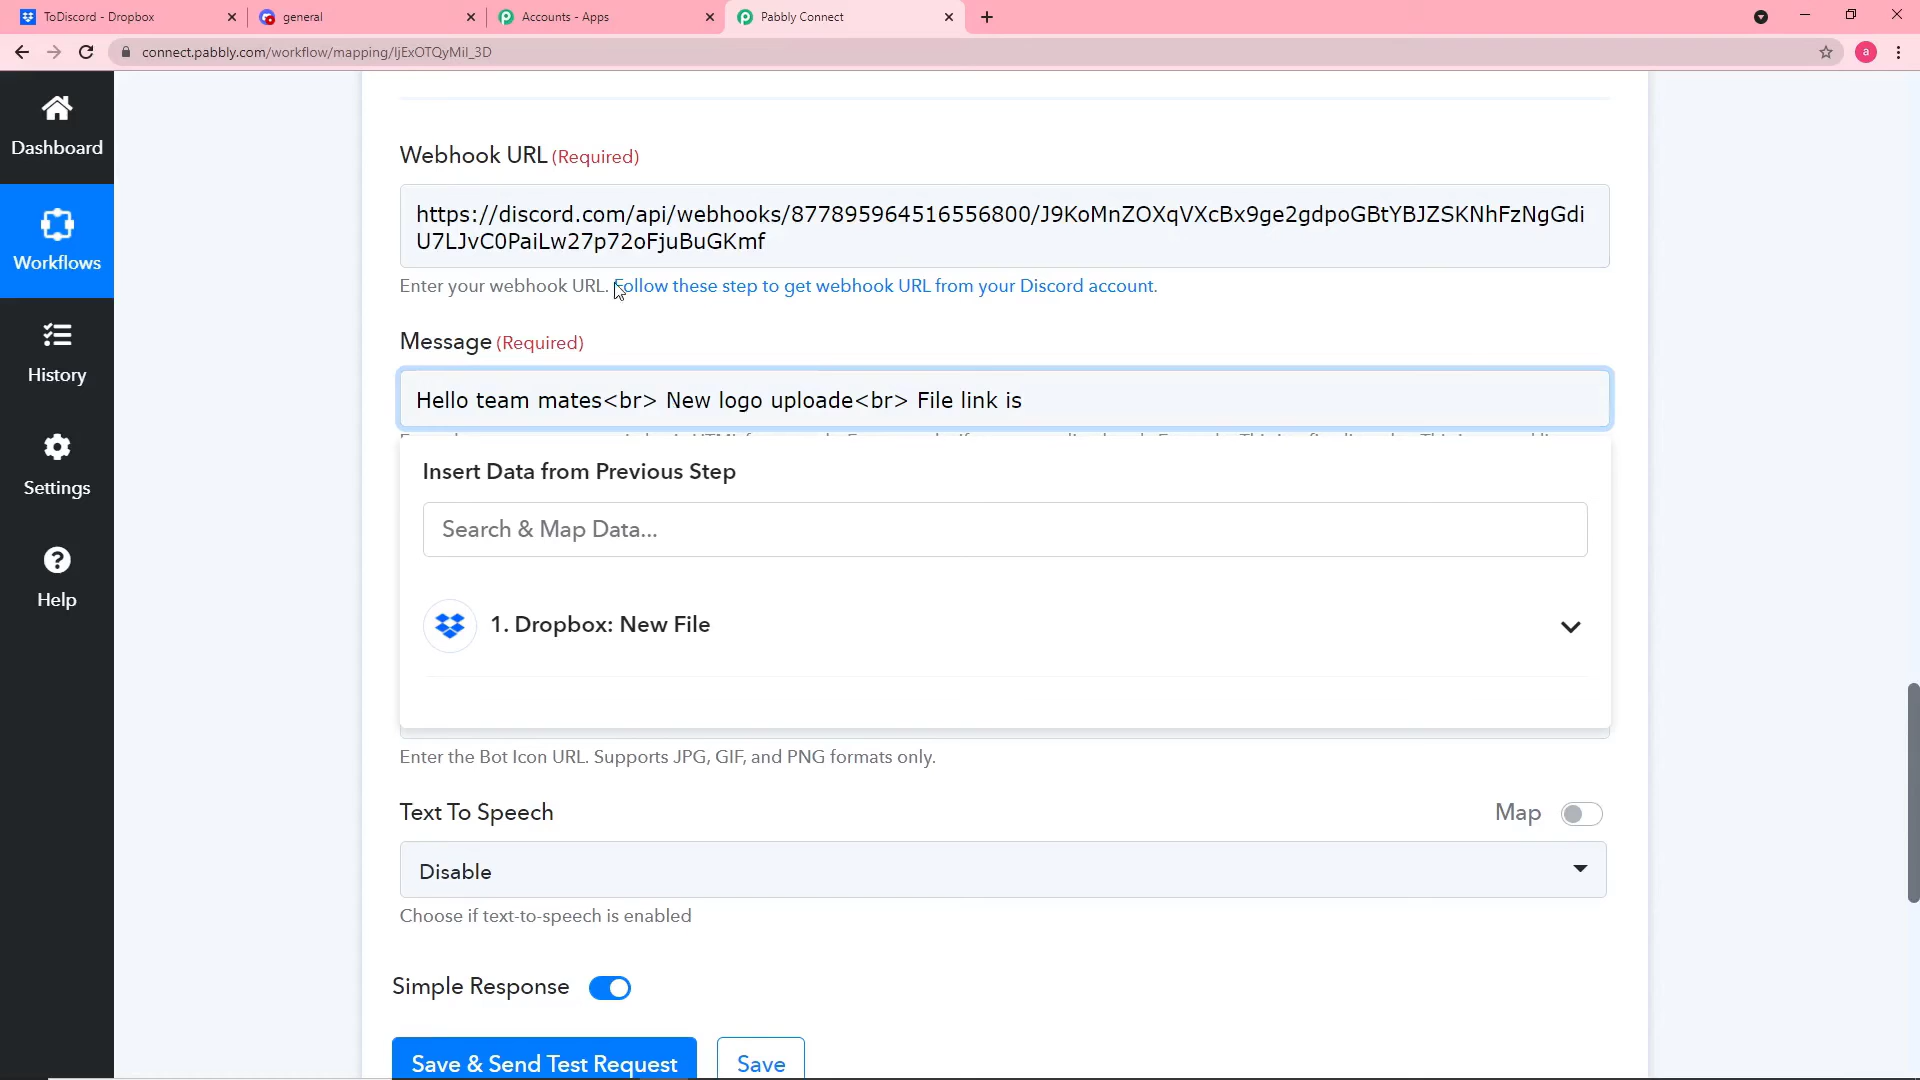 ToDiscord - Dropbox
general
Accounts - Apps
Pabbly Connect
connect.pabbly.com/workflow/mapping/IjExOTQyMiI_3D
a
Dashboard
Workflows
History
Settings
Help
Webhook URL (Required)
https://discord.com/api/webhooks/877895964516556800/J9KoMnZOXqVXcBx9ge2gdpoGBtYBJZSKNhFzNgGdi
U7LJvC0PaiLw27p72oFjuBuGKmf
Enter your webhook URL. Follow these step to get webhook URL from your Discord account.
Message (Required)
Hello team mates<br> New logo uploade<br> File link is
Insert Data from Previous Step
Search & Map Data...
1. Dropbox: New File
Enter the Bot Icon URL. Supports JPG, GIF, and PNG formats only.
Text To Speech
Map
Disable
Choose if text-to-speech is enabled
Simple Response
Save & Send Test Request
Save